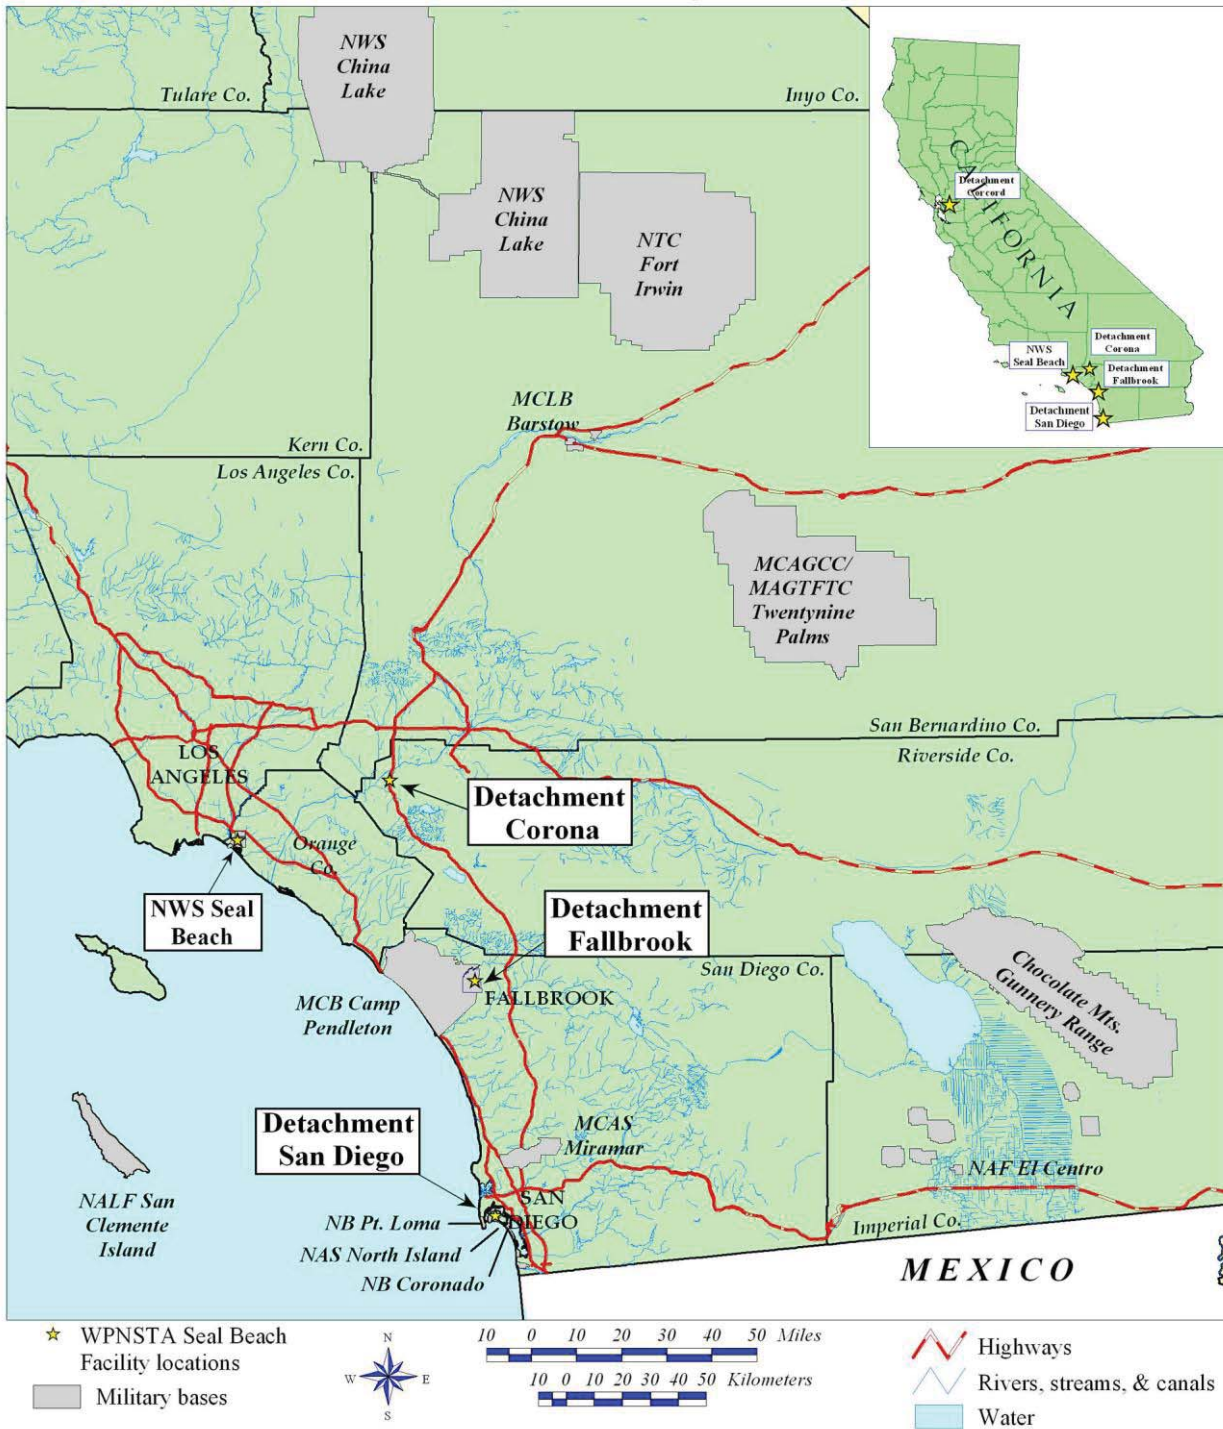 NWS
China
Lake
Tulare Co.
Inyo Co.
NWS
China
Lake
NTC
Fort
Irwin
CALIFORNIA
Detachment
Corcord
NWS
Seal Beach
Detachment
Corona
Detachment
Fallbrook
Detachment
San Diego
MCLB
Barstow
Kern Co.
Los Angeles Co.
MCAGCC/
MAGTFTC
Twentynine
Palms
San Bernardino Co.
Riverside Co.
LOS
ANGELES
Detachment
Corona
Orange
Co.
NWS Seal
Beach
Detachment
Fallbrook
San Diego Co.
Chocolate Mts.
Gunnery Range
FALLBROOK
MCB Camp
Pendleton
Detachment
San Diego
MCAS
Miramar
NAF El Centro
NALF San
Clemente
Island
NB Pt. Loma
SAN
DIEGO
NAS North Island
NB Coronado
Imperial Co.
MEXICO
WPNSTA Seal Beach
Facility locations
Military bases
N
W E
S
10 0 10 20 30 40 50 Miles
10 0 10 20 30 40 50 Kilometers
Highways
Rivers, streams, & canals
Water